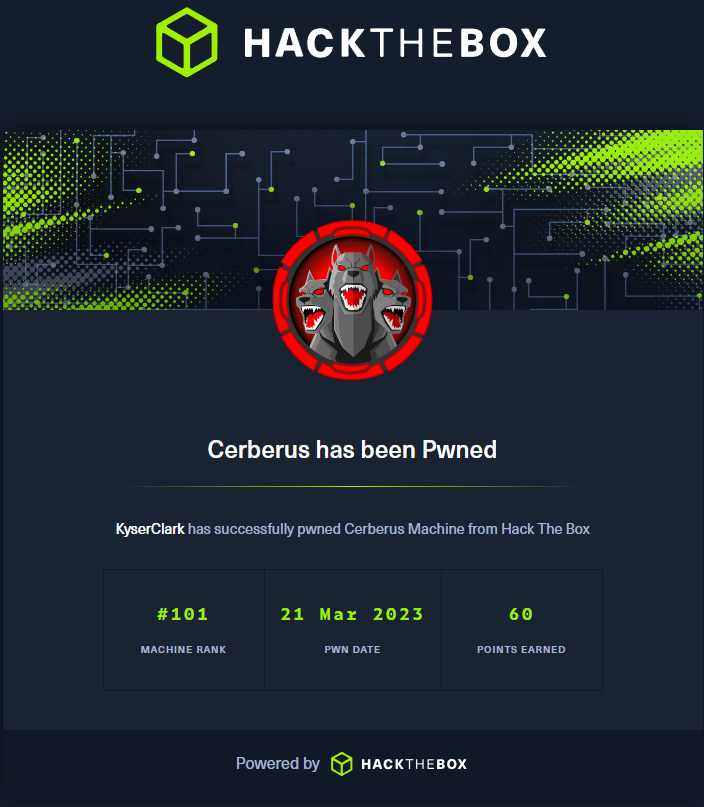 HACKTHEBOX
Cerberus has been Pwned
KyserClark has successfully pwned Cerberus Machine from Hack The Box
#101 21 Mar 2023 60
MACHINE RANK PWN DATE POINTS EARNED
Powered by HACKTHEBOX